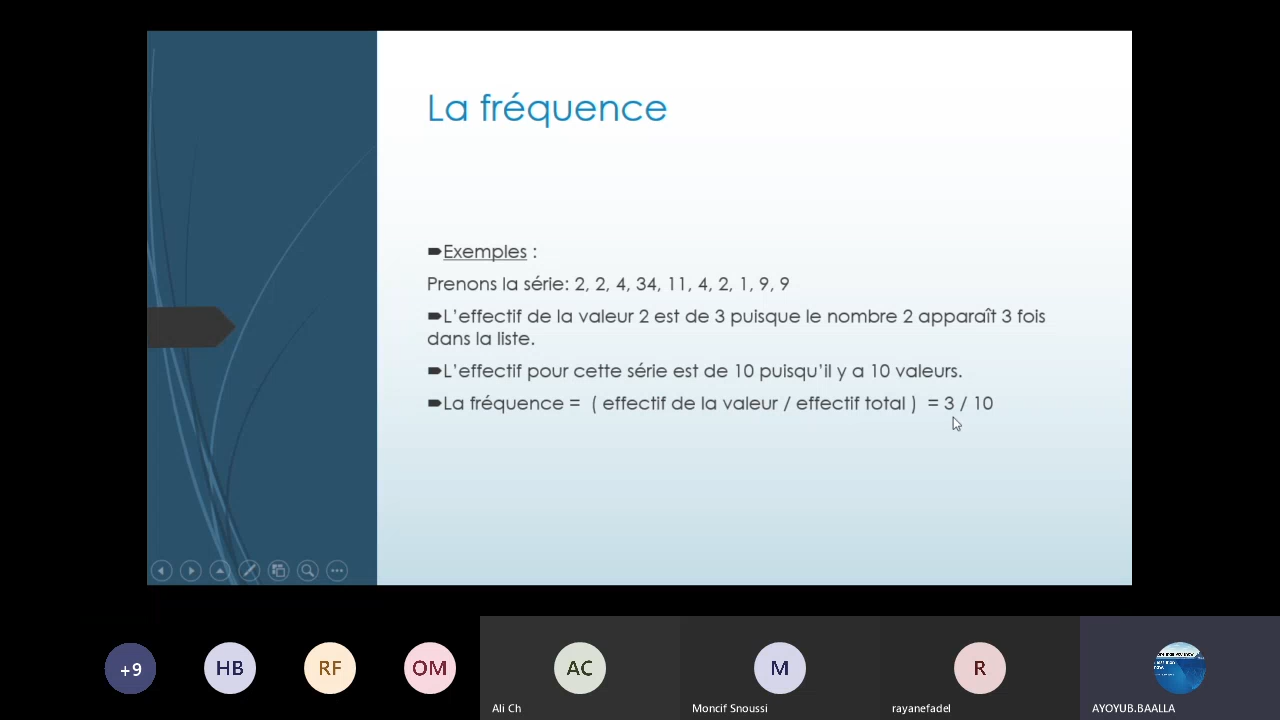 La fréquence
Exemples :
Prenons la série: 2, 2, 4, 34, 11, 4, 2, 1, 9, 9
L'effectif de la valeur 2 est de 3 puisque le nombre 2 apparaît 3 fois
dans la liste.
L'effectif pour cette série est de 10 puisqu'il y a 10 valeurs.
La fréquence = ( effectif de la valeur / effectif total ) = 3 / 10
+9
HB
RF
OM
AC
M
R
Ali Ch
Moncif Snoussi
rayanefadel
AYOYUB.BAALLA